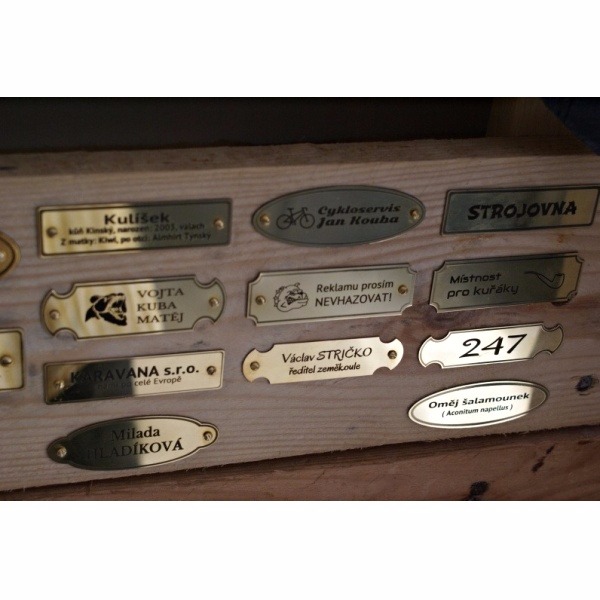 Kulíšek
kůň Kinský, narozen: 2003, valach
Z matky: Kiwi, po otci: Aimhort Týnský
Cykloservis
Jan Kouba
STROJOVNA
VOJTA
KUBA
MATĚJ
Reklamu prosím
NEVHAZOVAT!
Místnost
pro kuřáky
KARAVANA s.r.o.
celé Evropě
Václav STRIČKO
ředitel zeměkoule
247
Milada
HLADÍKOVÁ
Oměj šalamounek
( Aconitum napellus )